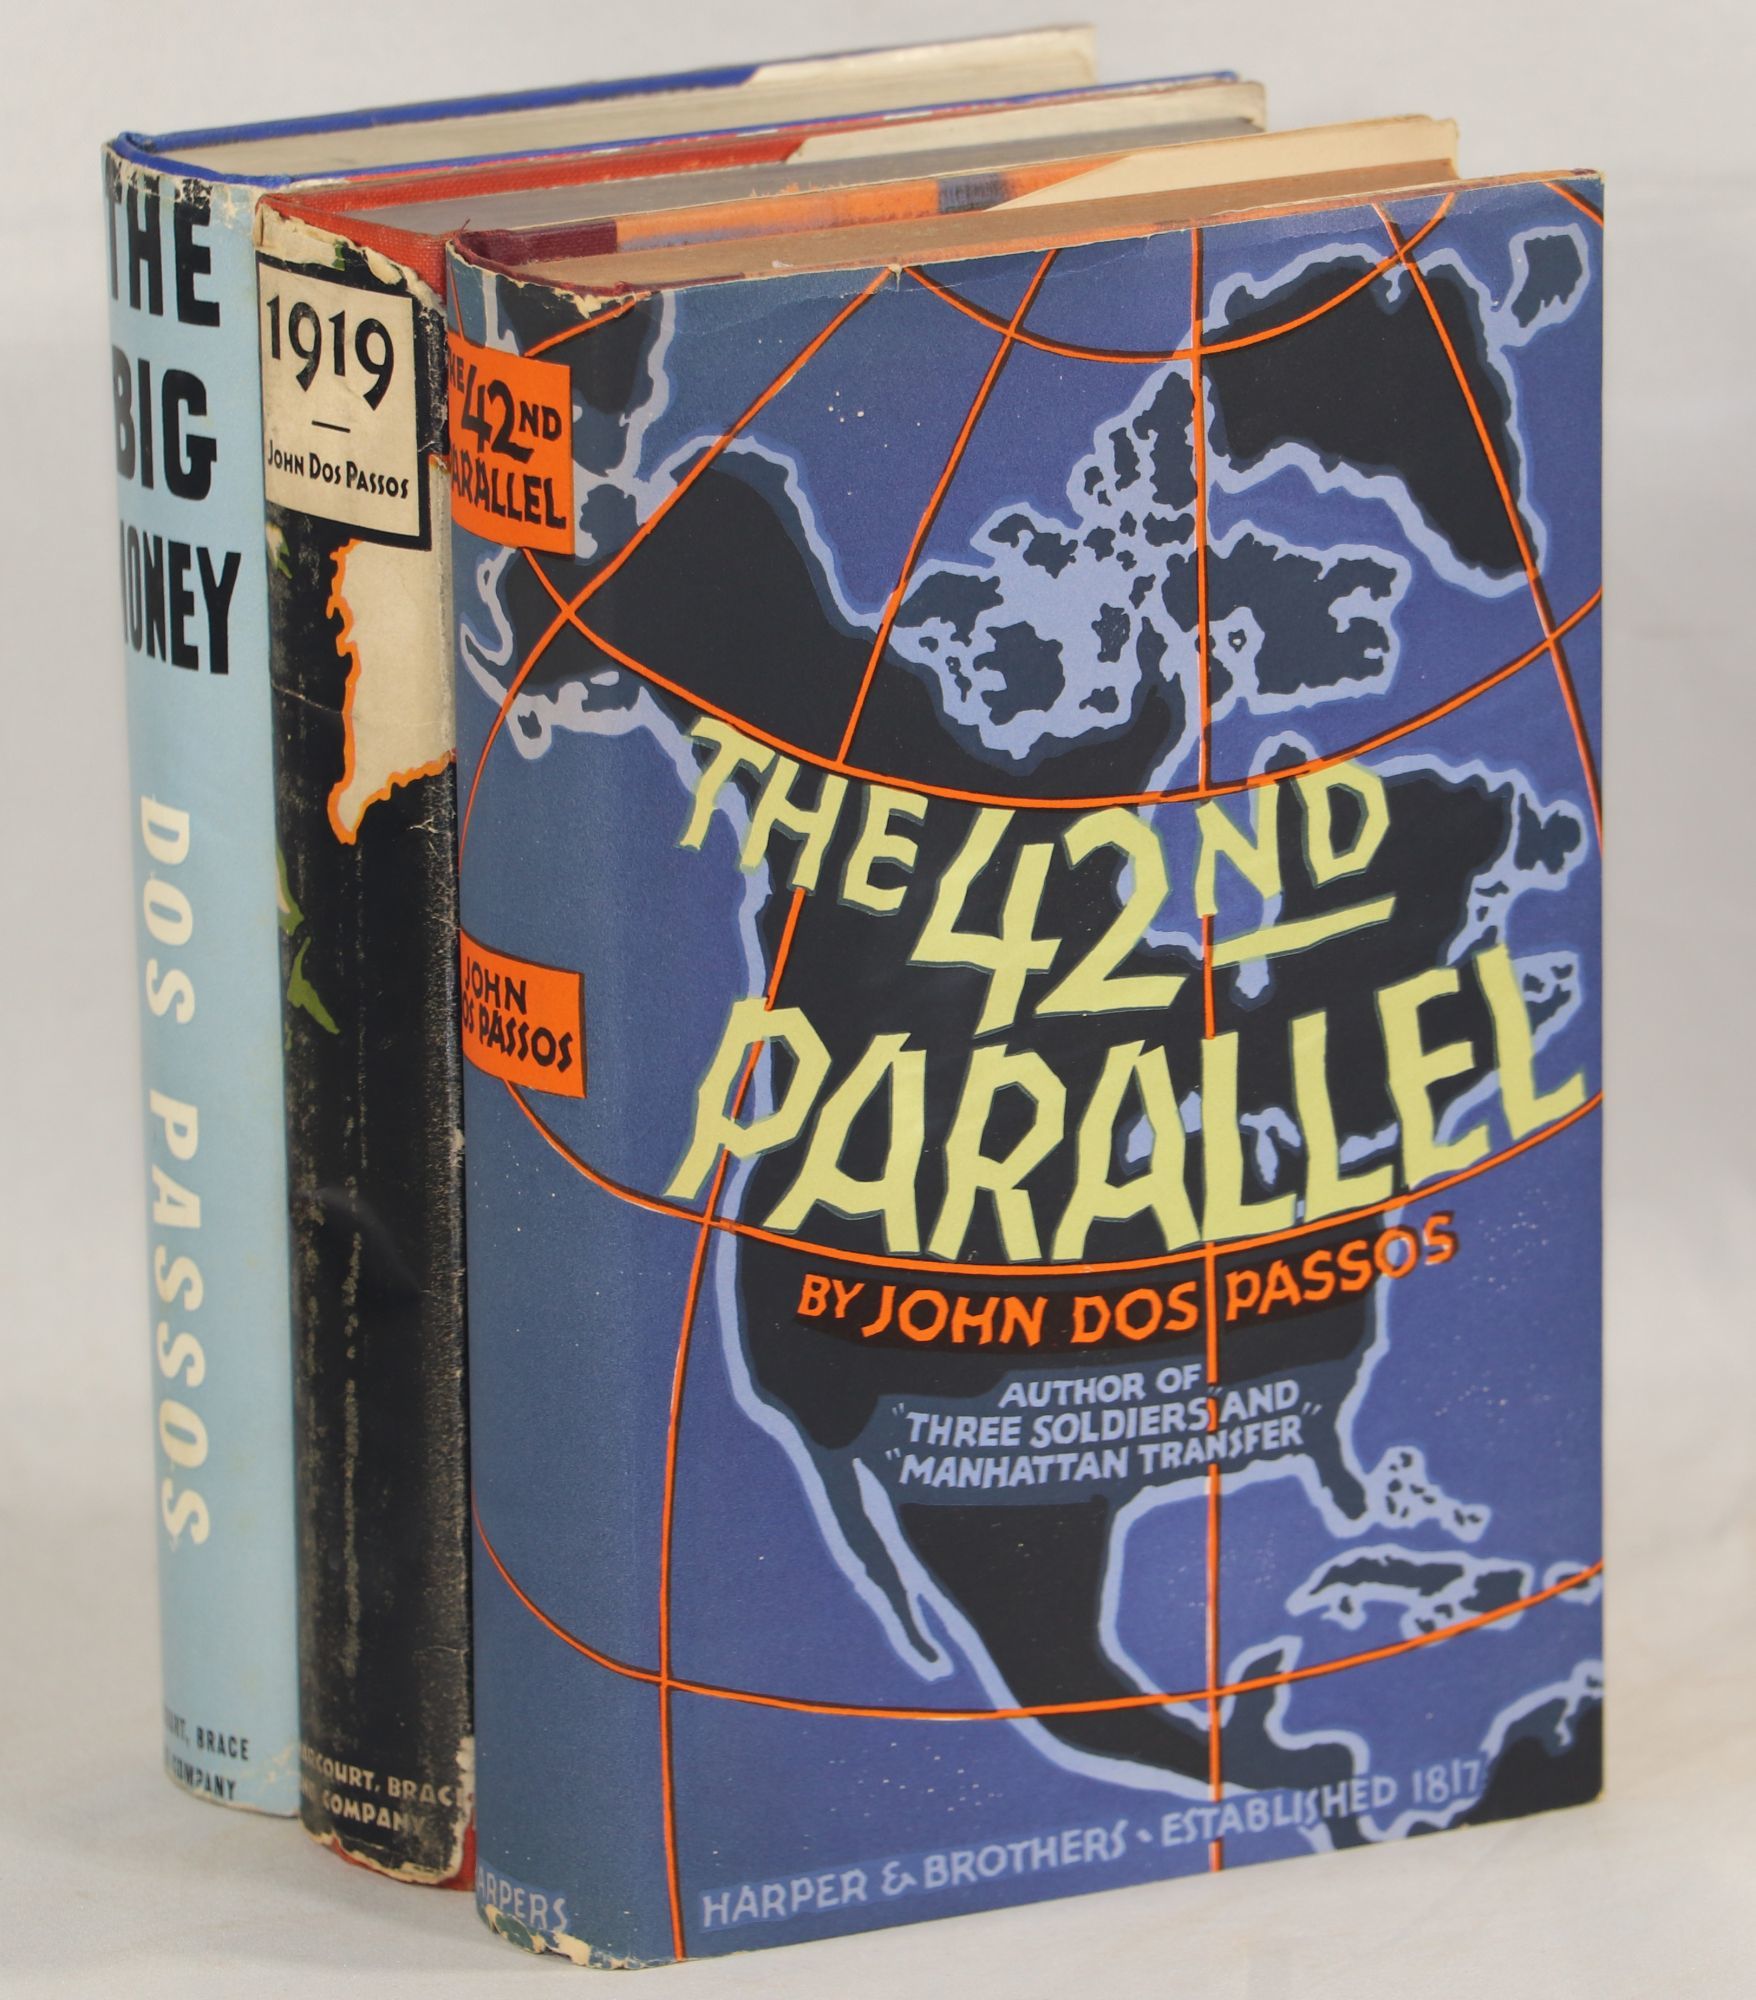 THE
BIG
MONEY
DOS PASSOS
BRACE
COMPANY
1919
JOHN DOS PASSOS
HARCOURT, BRACE
COMPANY
THE
42ND
PARALLEL
JOHN
DOS PASSOS
HARPERS
THE 42ND
PARALLEL
BY JOHN DOS PASSOS
AUTHOR OF
"THREE SOLDIERS" AND
"MANHATTAN TRANSFER"
HARPER & BROTHERS · ESTABLISHED 1817